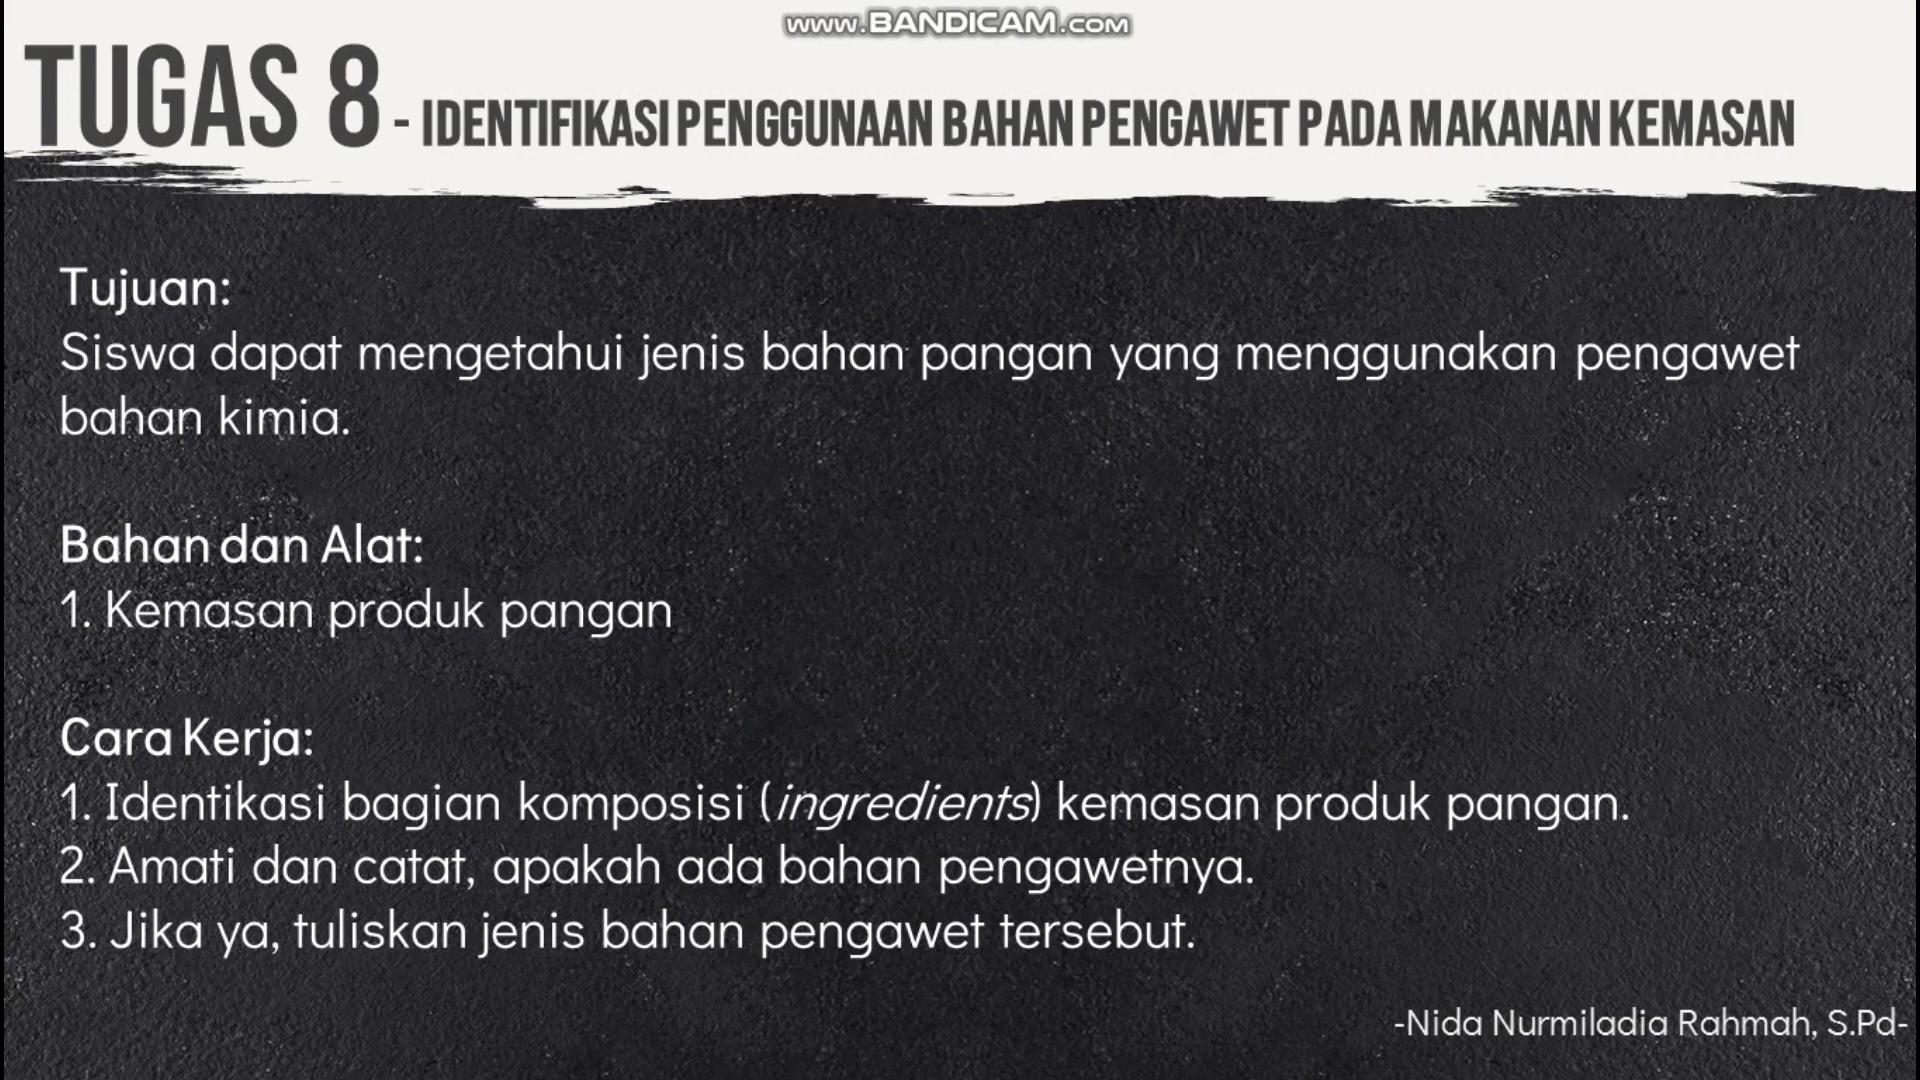 www.BANDICAM.com
TUGAS 8 - IDENTIFIKASI PENGGUNAAN BAHAN PENGAWET PADA MAKANAN KEMASAN
Tujuan:
Siswa dapat mengetahui jenis bahan pangan yang menggunakan pengawet
bahan kimia.
Bahan dan Alat:
1. Kemasan produk pangan
Cara Kerja:
1. Identikasi bagian komposisi (ingredients) kemasan produk pangan.
2. Amati dan catat, apakah ada bahan pengawetnya.
3. Jika ya, tuliskan jenis bahan pengawet tersebut.
-Nida Nurmiladia Rahmah, S.Pd-